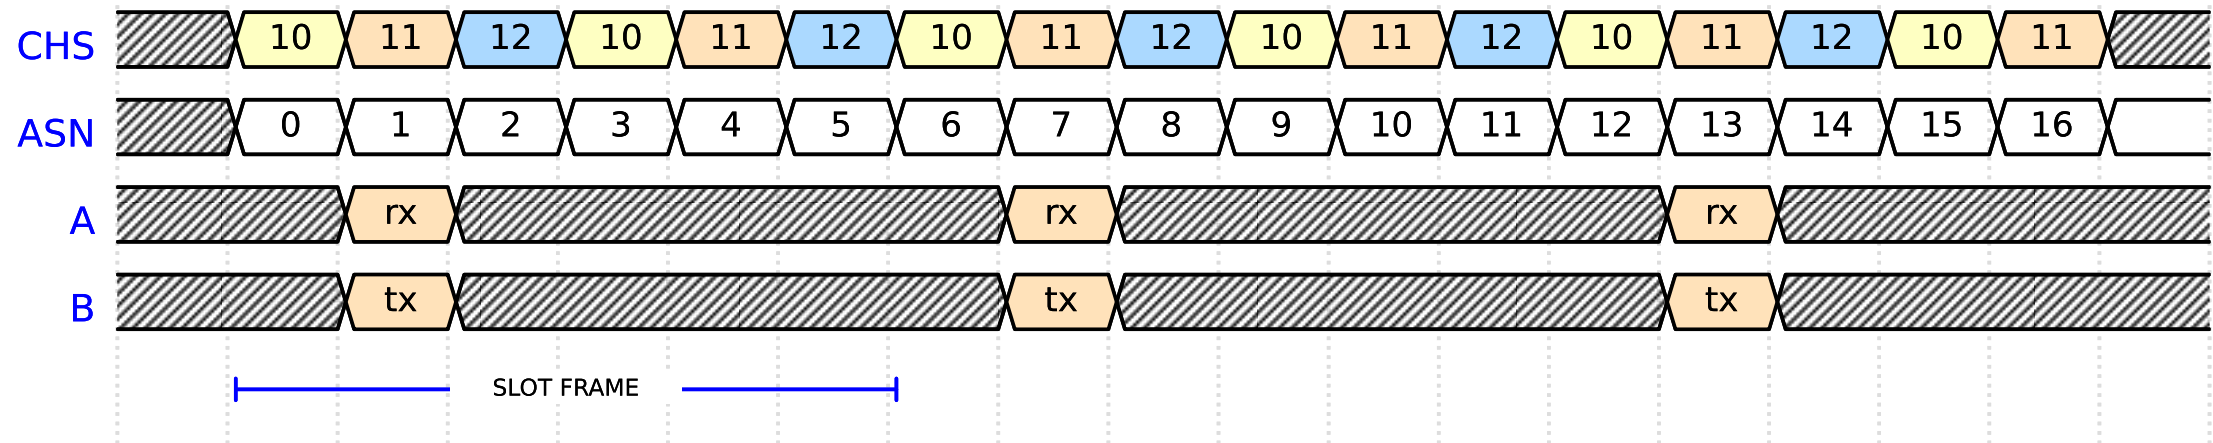 CHS 10 11 12 10 11 12 10 11 12 10 11 12 10 11 12 10 11
ASN 0 1 2 3 4 5 6 7 8 9 10 11 12 13 14 15 16
A rx rx rx
B tx tx tx
SLOT FRAME